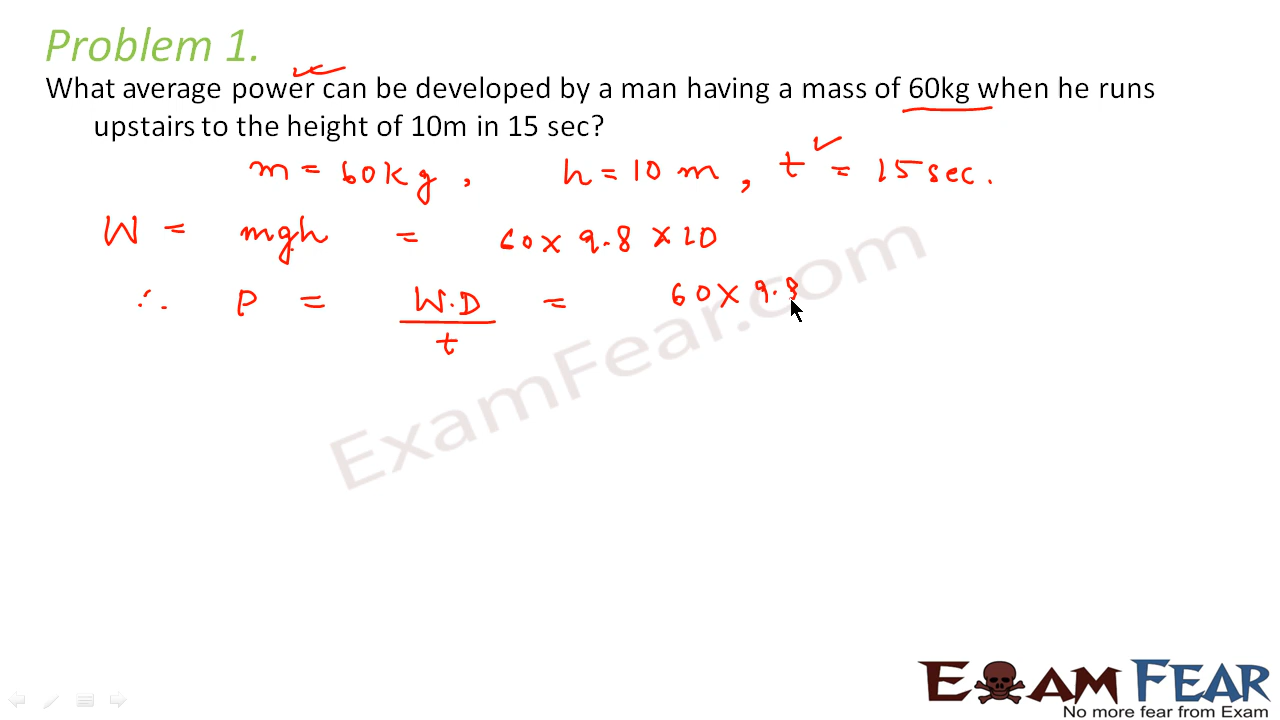 Problem 1.
What average power can be developed by a man having a mass of 60kg when he runs
upstairs to the height of 10m in 15 sec?
m = 60kg, h = 10 m, t = 15 sec.
W = mgh = 60 x 9.8 x 10
∴ P = W.D / t = 60 x 9.8
ExamFear.com
EXAM FEAR
No more fear from Exam